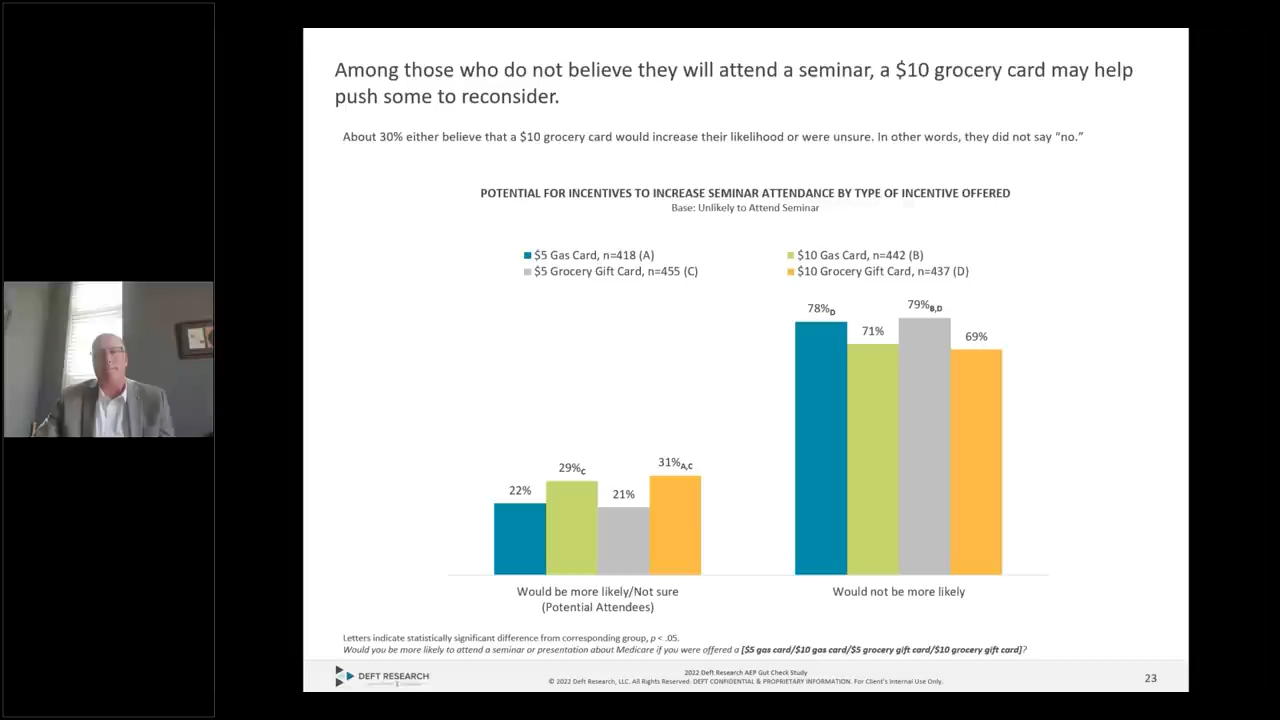 Among those who do not believe they will attend a seminar, a $10 grocery card may help
push some to reconsider.
About 30% either believe that a $10 grocery card would increase their likelihood or were unsure. In other words, they did not say “no.”
POTENTIAL FOR INCENTIVES TO INCREASE SEMINAR ATTENDANCE BY TYPE OF INCENTIVE OFFERED
Base: Unlikely to Attend Seminar
$5 Gas Card, n=418 (A)
$10 Gas Card, n=442 (B)
$5 Grocery Gift Card, n=455 (C)
$10 Grocery Gift Card, n=437 (D)
22%
29%C
21%
31%A,C
78%D
71%
79%B,D
69%
Would be more likely/Not sure
(Potential Attendees)
Would not be more likely
Letters indicate statistically significant difference from corresponding group, p < .05.
Would you be more likely to attend a seminar or presentation about Medicare if you were offered a [$5 gas card/$10 gas card/$5 grocery gift card/$10 grocery gift card]?
DEFT RESEARCH
2022 Deft Research AEP Gut Check Study
© 2022 Deft Research, LLC. All Rights Reserved. DEFT CONFIDENTIAL & PROPRIETARY INFORMATION. For Client's Internal Use Only.
23